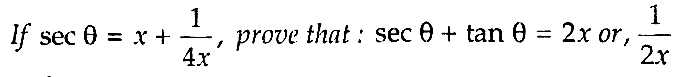 If sec θ = x + 1/4x, prove that : sec θ + tan θ = 2x or, 1/2x